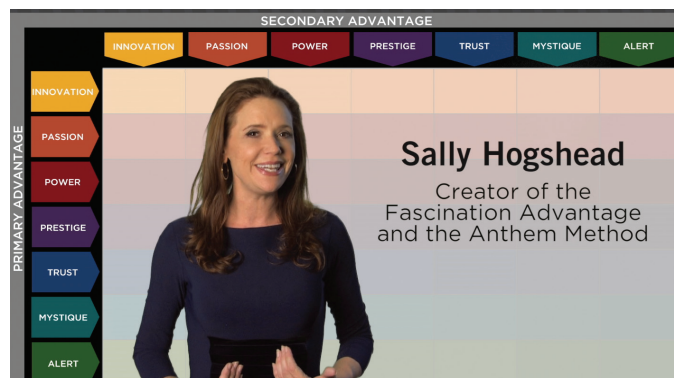 SECONDARY ADVANTAGE
INNOVATION PASSION POWER PRESTIGE TRUST MYSTIQUE ALERT
PRIMARY ADVANTAGE
INNOVATION
PASSION
POWER
PRESTIGE
TRUST
MYSTIQUE
ALERT
Sally Hogshead
Creator of the
Fascination Advantage
and the Anthem Method